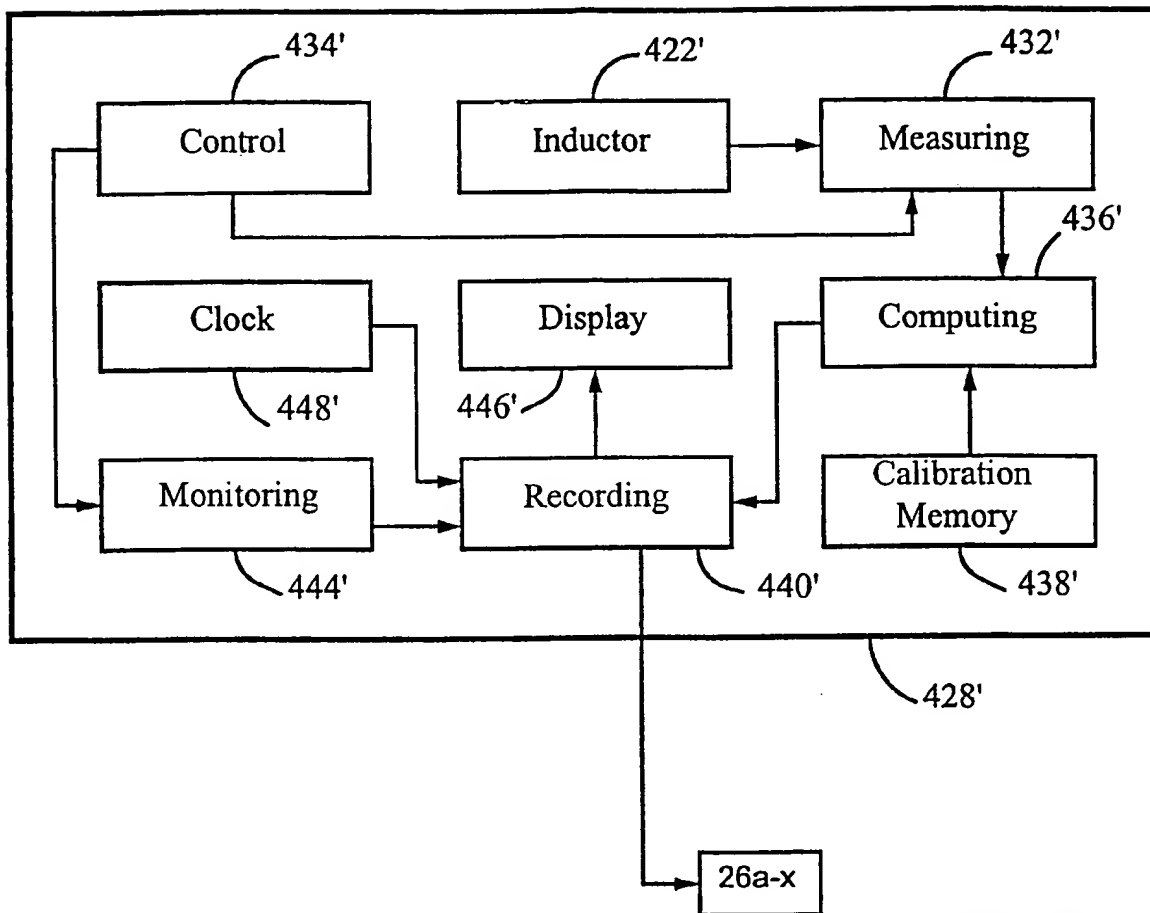 434'
422'
432'
Control
Inductor
Measuring
436'
Clock
Display
Computing
448'
446'
Monitoring
Recording
Calibration
Memory
444'
440'
438'
428'
26a-x